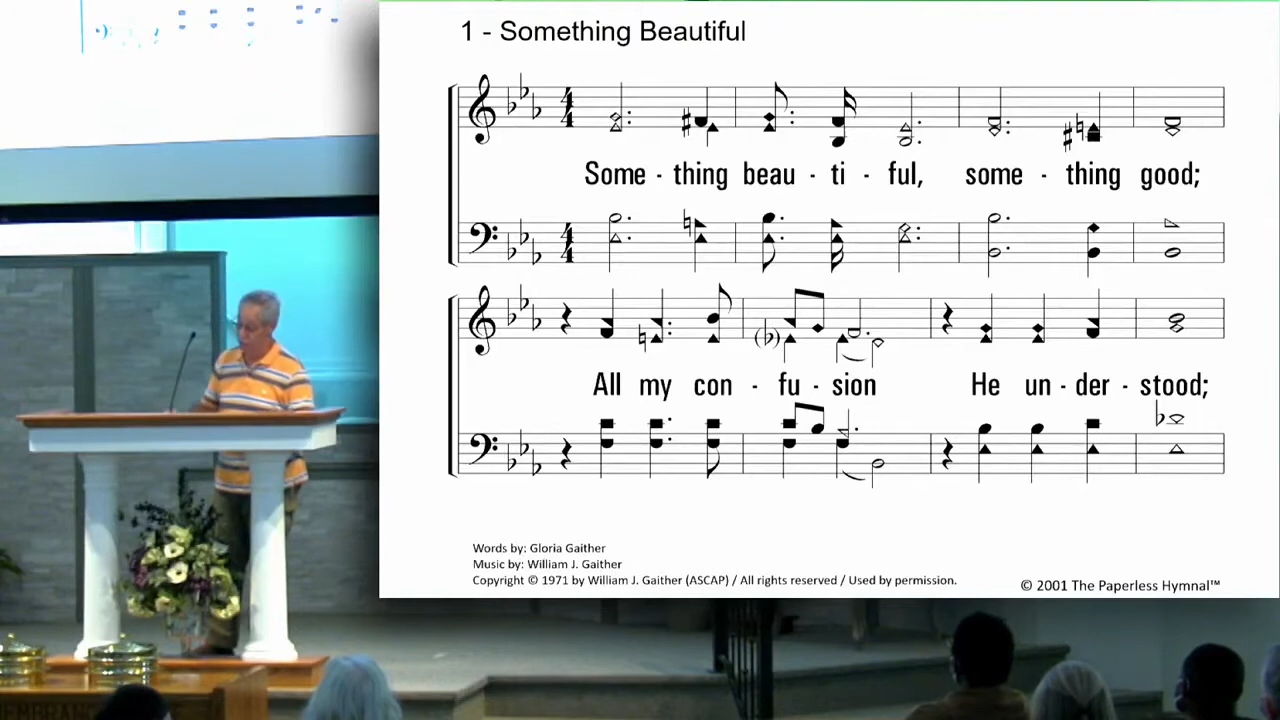 1 - Something Beautiful
Some - thing beau - ti - ful, some - thing good;
All my con - fu - sion He un - der - stood;
Words by: Gloria Gaither
Music by: William J. Gaither
Copyright © 1971 by William J. Gaither (ASCAP) / All rights reserved / Used by permission.
© 2001 The Paperless Hymnal™